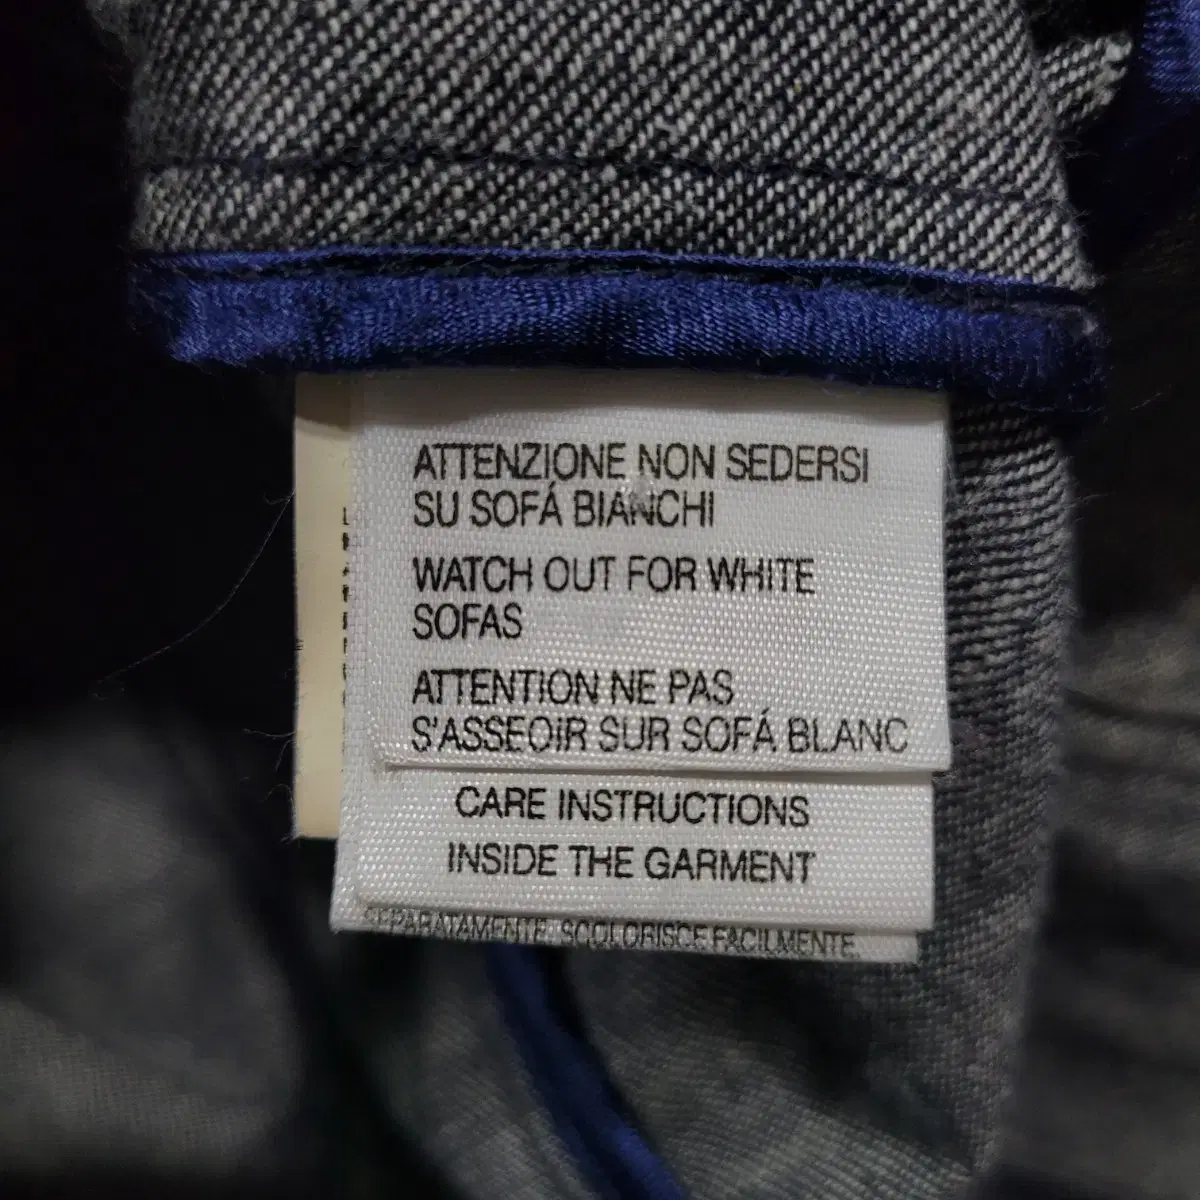 ATTENZIONE NON SEDERSI
SU SOFÁ BIANCHI
WATCH OUT FOR WHITE
SOFAS
ATTENTION NE PAS
S'ASSEOIR SUR SOFÁ BLANC
CARE INSTRUCTIONS
INSIDE THE GARMENT
SEPARATAMENTE. SCOLORISCE FACILMENTE.